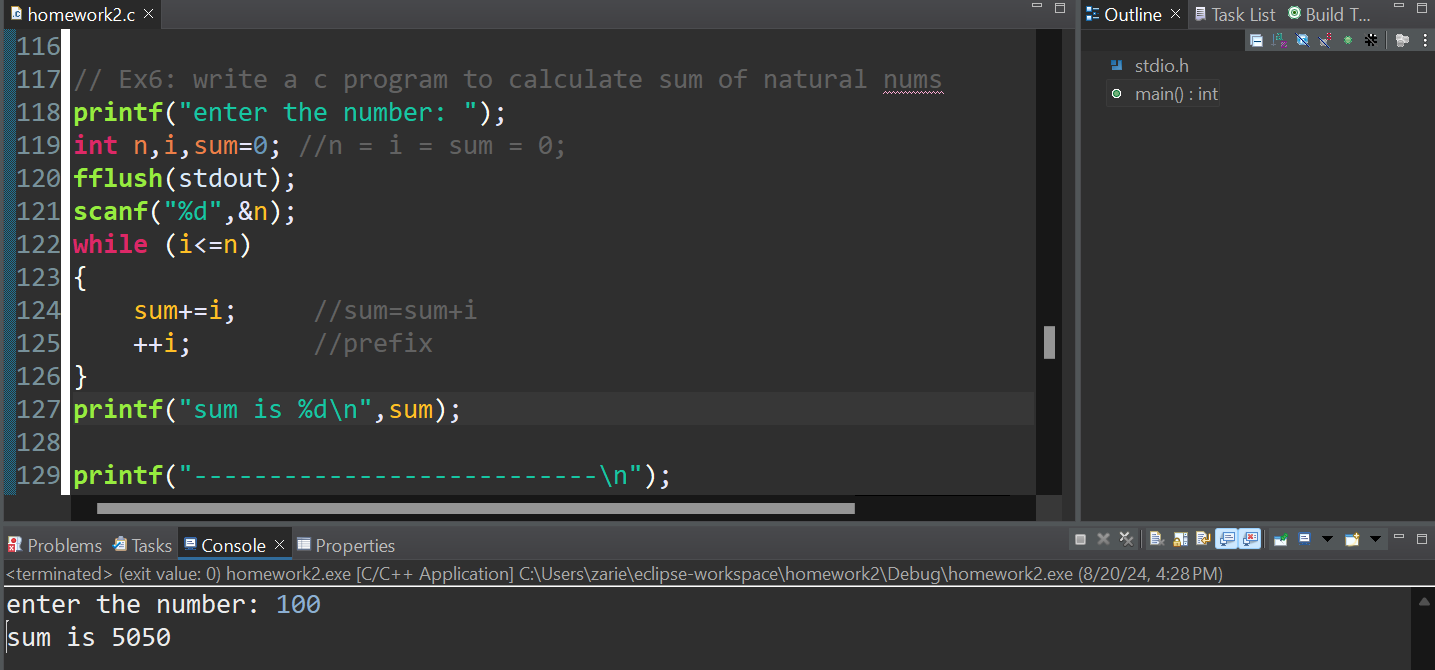 homework2.c
116
117 // Ex6: write a c program to calculate sum of natural nums
118 printf("enter the number: ");
119 int n,i,sum=0; //n = i = sum = 0;
120 fflush(stdout);
121 scanf("%d",&n);
122 while (i<=n)
123 {
124     sum+=i;     //sum=sum+i
125     ++i;        //prefix
126 }
127 printf("sum is %d\n",sum);
128
129 printf("---------------------------\n");
Outline Task List Build T...
stdio.h
main() : int
Problems Tasks Console Properties
<terminated> (exit value: 0) homework2.exe [C/C++ Application] C:\Users\zarie\eclipse-workspace\homework2\Debug\homework2.exe (8/20/24, 4:28 PM)
enter the number: 100
sum is 5050